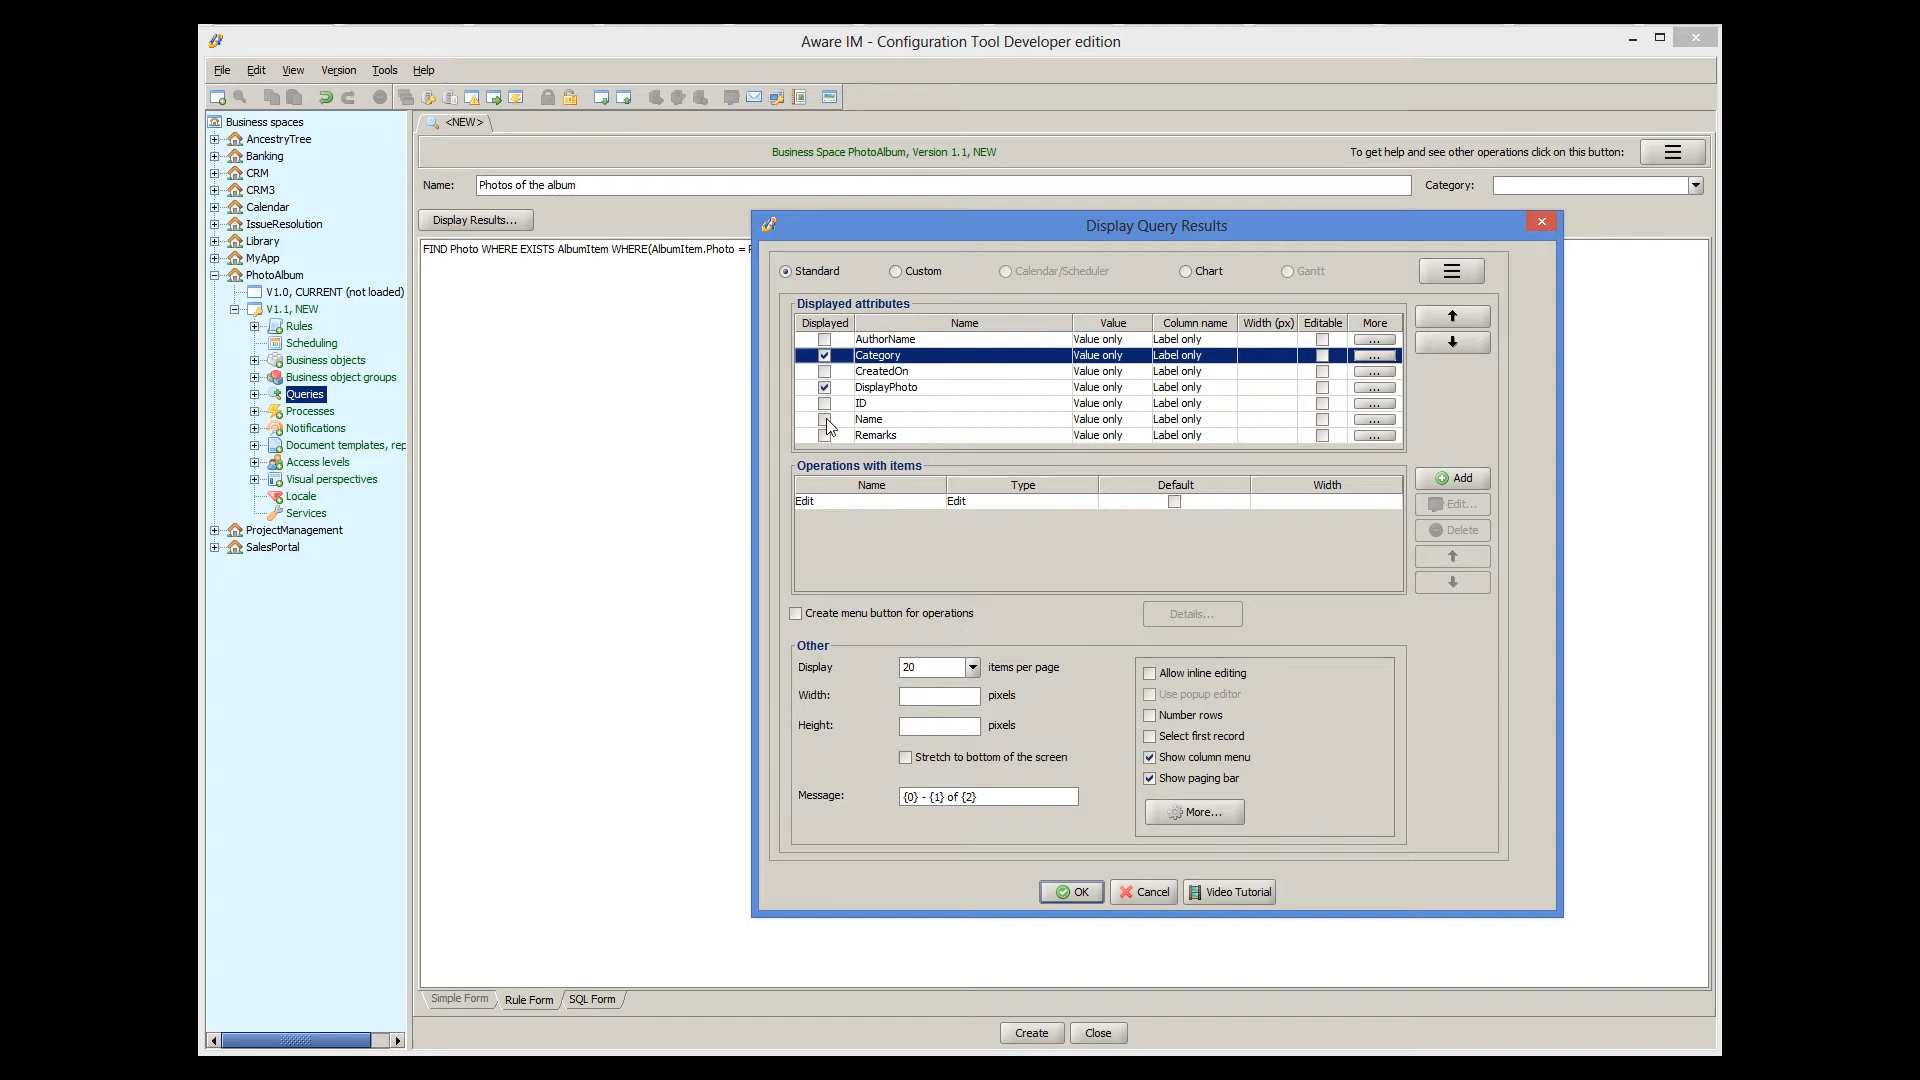 Aware IM - Configuration Tool Developer edition
File Edit View Version Tools Help
Business spaces
AncestryTree
Banking
CRM
CRM3
Calendar
IssueResolution
Library
MyApp
PhotoAlbum
V1.0, CURRENT (not loaded)
V1.1, NEW
Rules
Scheduling
Business objects
Business object groups
Queries
Processes
Notifications
Document templates, rep
Access levels
Visual perspectives
Locale
Services
ProjectManagement
SalesPortal
<NEW>
Business Space PhotoAlbum, Version 1.1, NEW To get help and see other operations click on this button:
Name: Photos of the album Category:
Display Results...
FIND Photo WHERE EXISTS AlbumItem WHERE(AlbumItem.Photo =
Display Query Results
Standard Custom Calendar/Scheduler Chart Gantt
Displayed attributes
Displayed Name Value Column name Width (px) Editable More
AuthorName Value only Label only ...
Category Value only Label only ...
CreatedOn Value only Label only ...
DisplayPhoto Value only Label only ...
ID Value only Label only ...
Name Value only Label only ...
Remarks Value only Label only ...
Operations with items
Name Type Default Width
Edit Edit
Add
Edit...
Delete
Create menu button for operations Details...
Other
Display 20 items per page
Width: pixels
Height: pixels
Stretch to bottom of the screen
Message: {0} - {1} of {2}
Allow inline editing
Use popup editor
Number rows
Select first record
Show column menu
Show paging bar
More...
OK Cancel Video Tutorial
Simple Form Rule Form SQL Form
Create Close